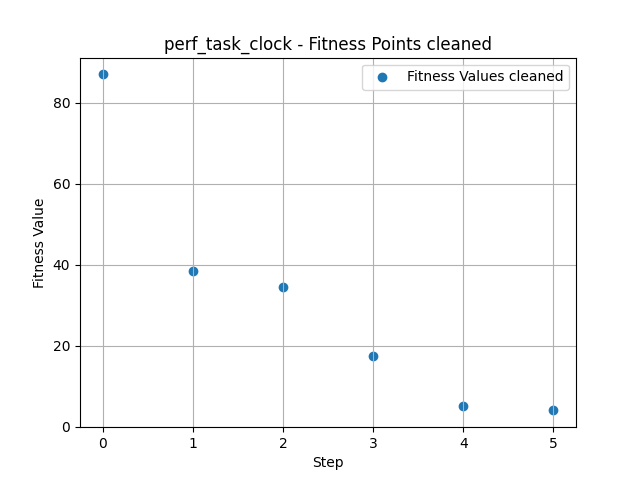 perf_task_clock - Fitness Points cleaned
Fitness Values cleaned
Fitness Value
80
60
40
20
0
0 1 2 3 4 5
Step